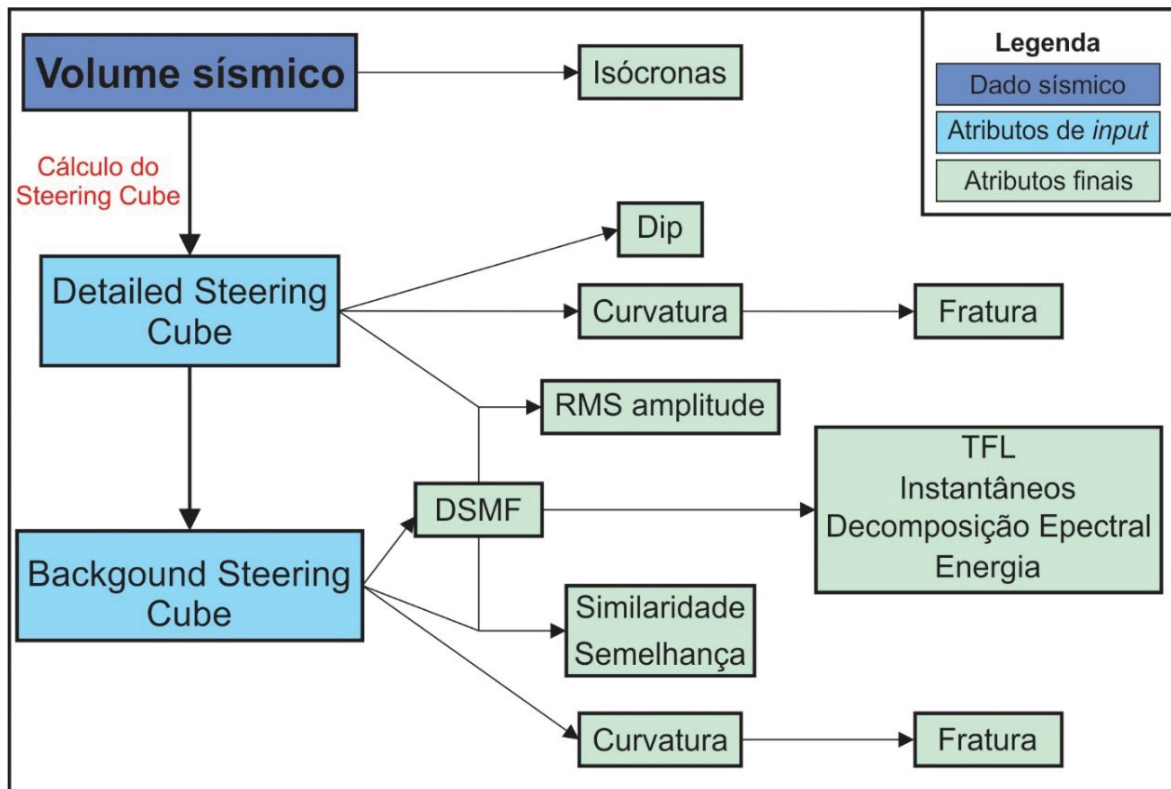 Volume sísmico
Isócronas
Legenda
Dado sísmico
Atributos de input
Atributos finais
Cálculo do
Steering Cube
Detailed Steering
Cube
Dip
Curvatura
Fratura
RMS amplitude
DSMF
TFL
Instantâneos
Decomposição Epectral
Energia
Backgound Steering
Cube
Similaridade
Semelhança
Curvatura
Fratura